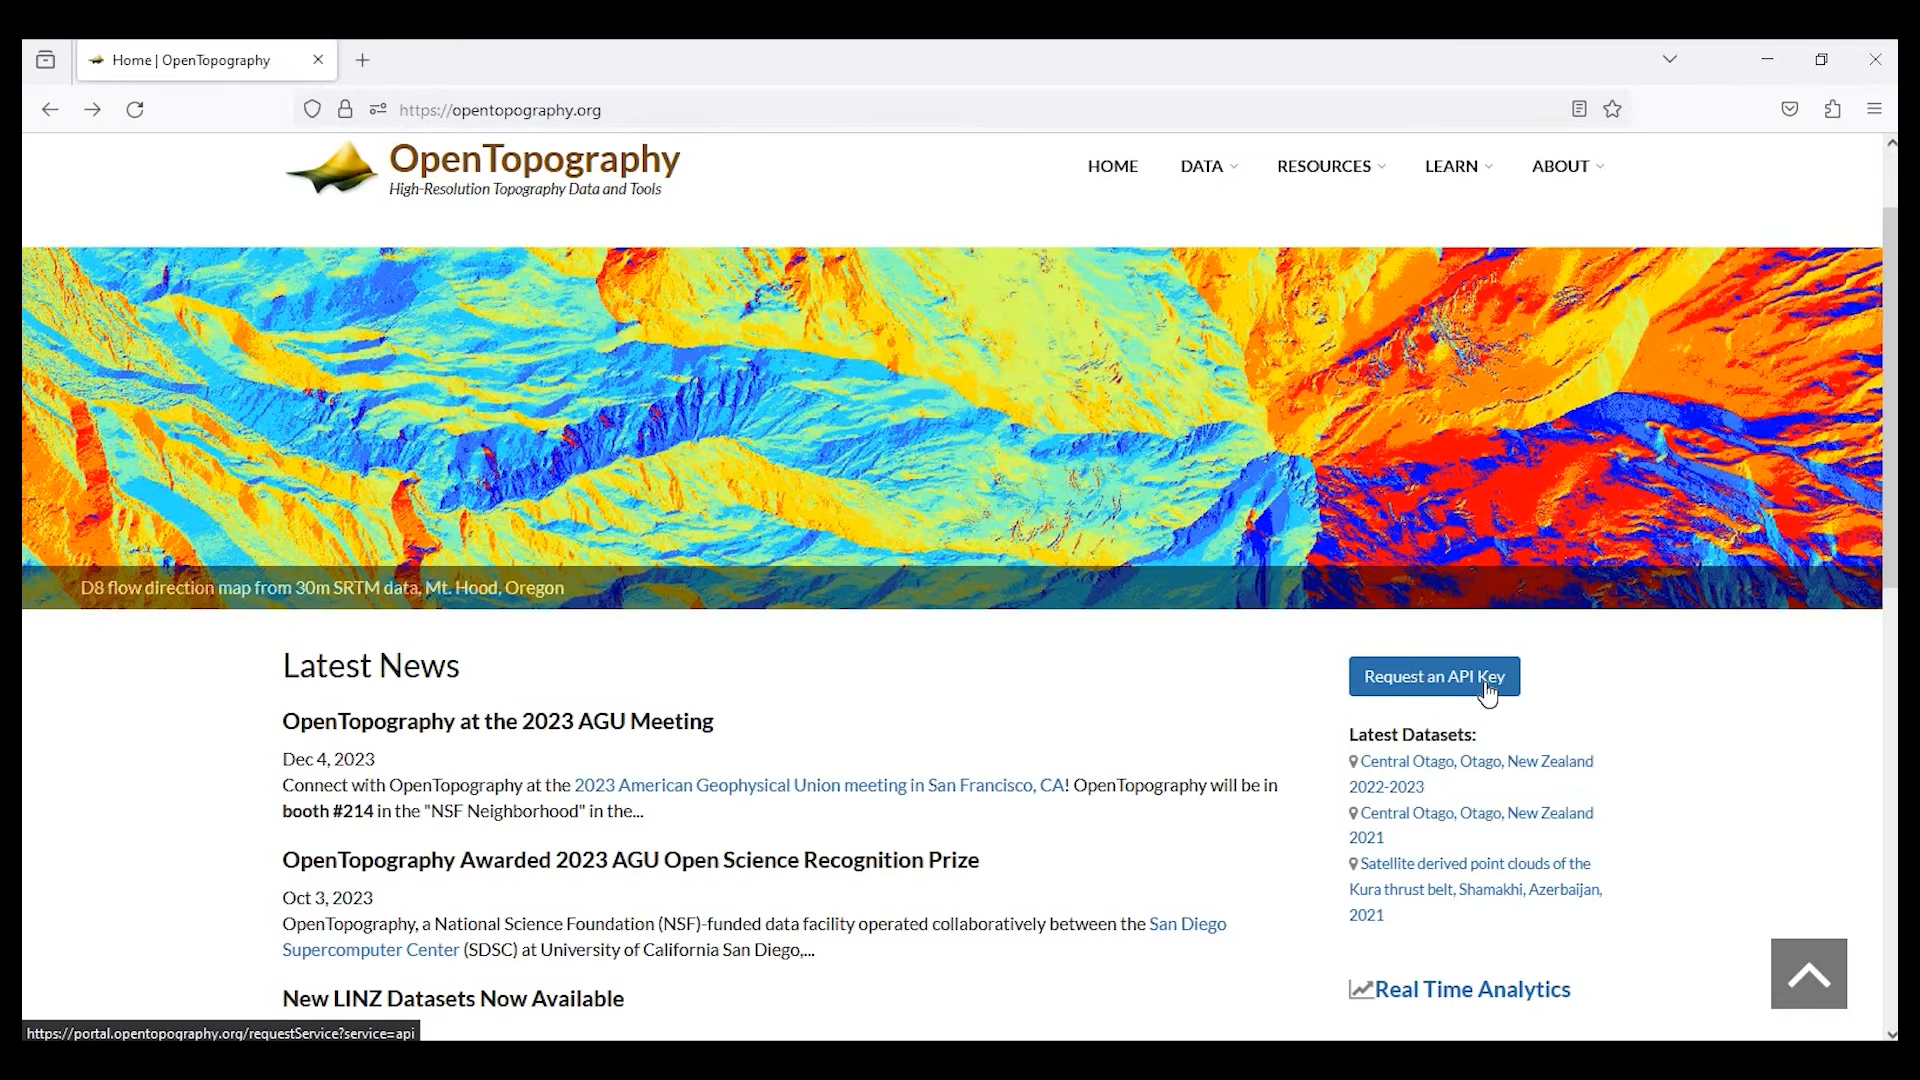 Home | OpenTopography
https://opentopography.org
OpenTopography
High-Resolution Topography Data and Tools
HOME DATA RESOURCES LEARN ABOUT
D8 flow direction map from 30m SRTM data, Mt. Hood, Oregon
Latest News
OpenTopography at the 2023 AGU Meeting
Dec 4, 2023
Connect with OpenTopography at the 2023 American Geophysical Union meeting in San Francisco, CA! OpenTopography will be in
booth #214 in the "NSF Neighborhood" in the...
OpenTopography Awarded 2023 AGU Open Science Recognition Prize
Oct 3, 2023
OpenTopography, a National Science Foundation (NSF)-funded data facility operated collaboratively between the San Diego
Supercomputer Center (SDSC) at University of California San Diego,...
New LINZ Datasets Now Available
Request an API Key
Latest Datasets:
Central Otago, Otago, New Zealand
2022-2023
Central Otago, Otago, New Zealand
2021
Satellite derived point clouds of the
Kura thrust belt, Shamakhi, Azerbaijan,
2021
Real Time Analytics
https://portal.opentopography.org/requestService?service=api